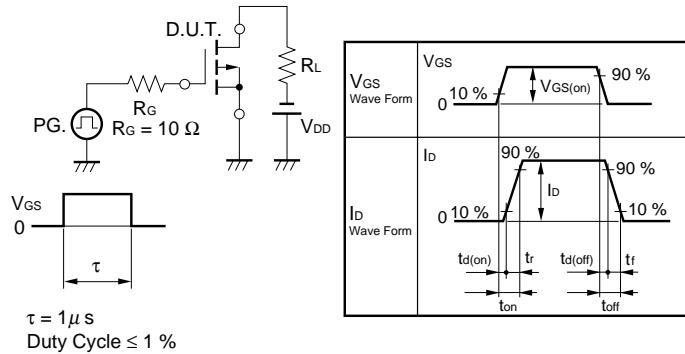 D.U.T.
RL
RG
PG.
RG = 10 Ω
VDD
VGS
0
τ
τ = 1μ s
Duty Cycle ≤ 1 %
VGS
Wave Form
VGS
90 %
VGS(on)
10 %
0
ID
Wave Form
ID
90 %
90 %
ID
10 %
10 %
0
td(on)
tr
td(off)
tf
ton
toff